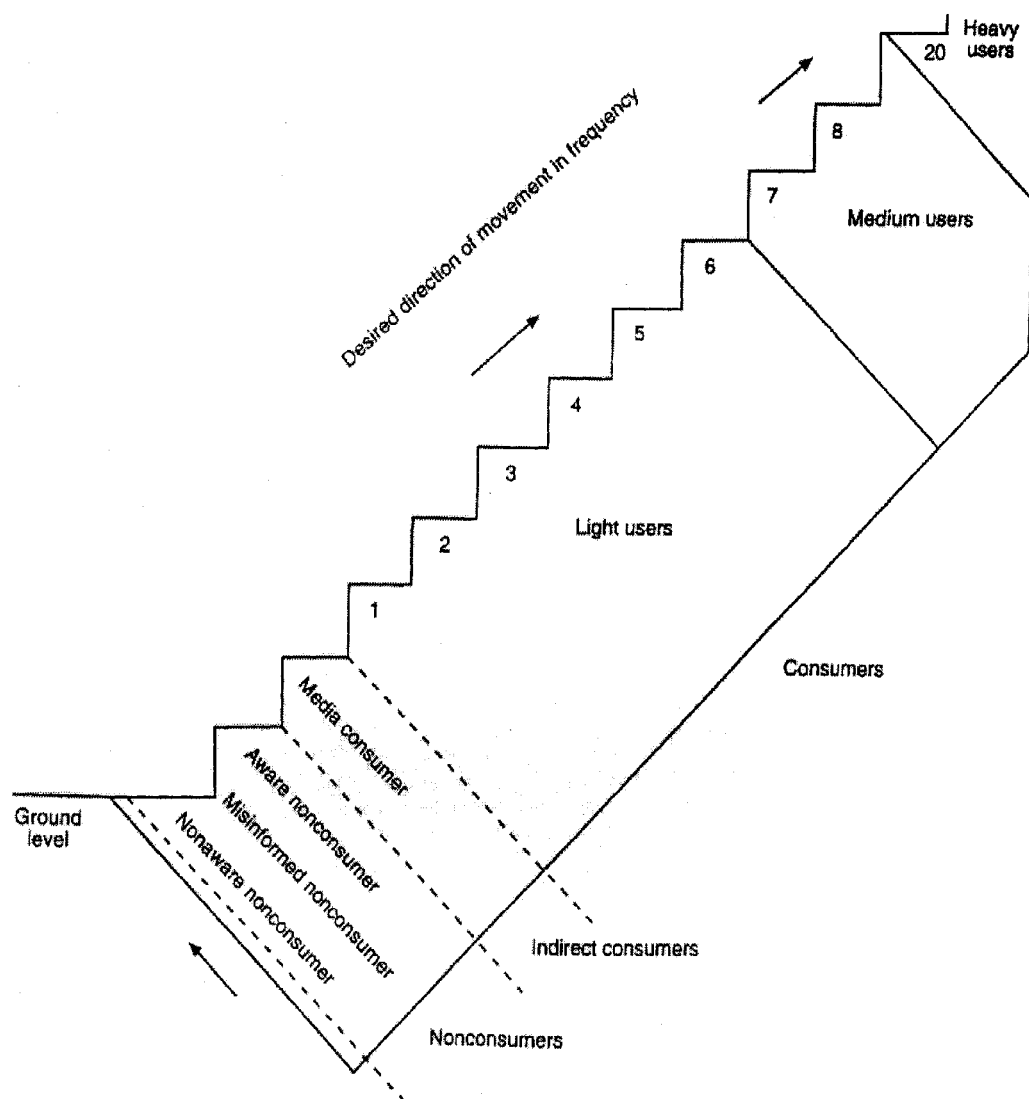 Heavy
users
20
8
7
Medium users
6
5
4
3
2
1
Desired direction of movement in frequency
Light users
Consumers
Media consumer
Aware nonconsumer
Misinformed nonconsumer
Nonaware nonconsumer
Ground
level
Indirect consumers
Nonconsumers